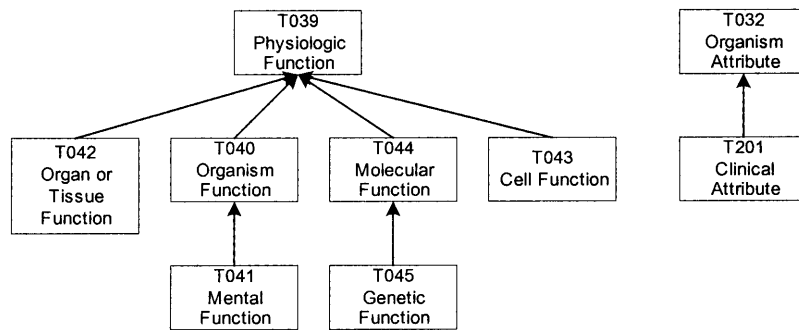 T039
Physiologic
Function
T032
Organism
Attribute
T042
Organ or
Tissue
Function
T040
Organism
Function
T044
Molecular
Function
T043
Cell Function
T201
Clinical
Attribute
T041
Mental
Function
T045
Genetic
Function